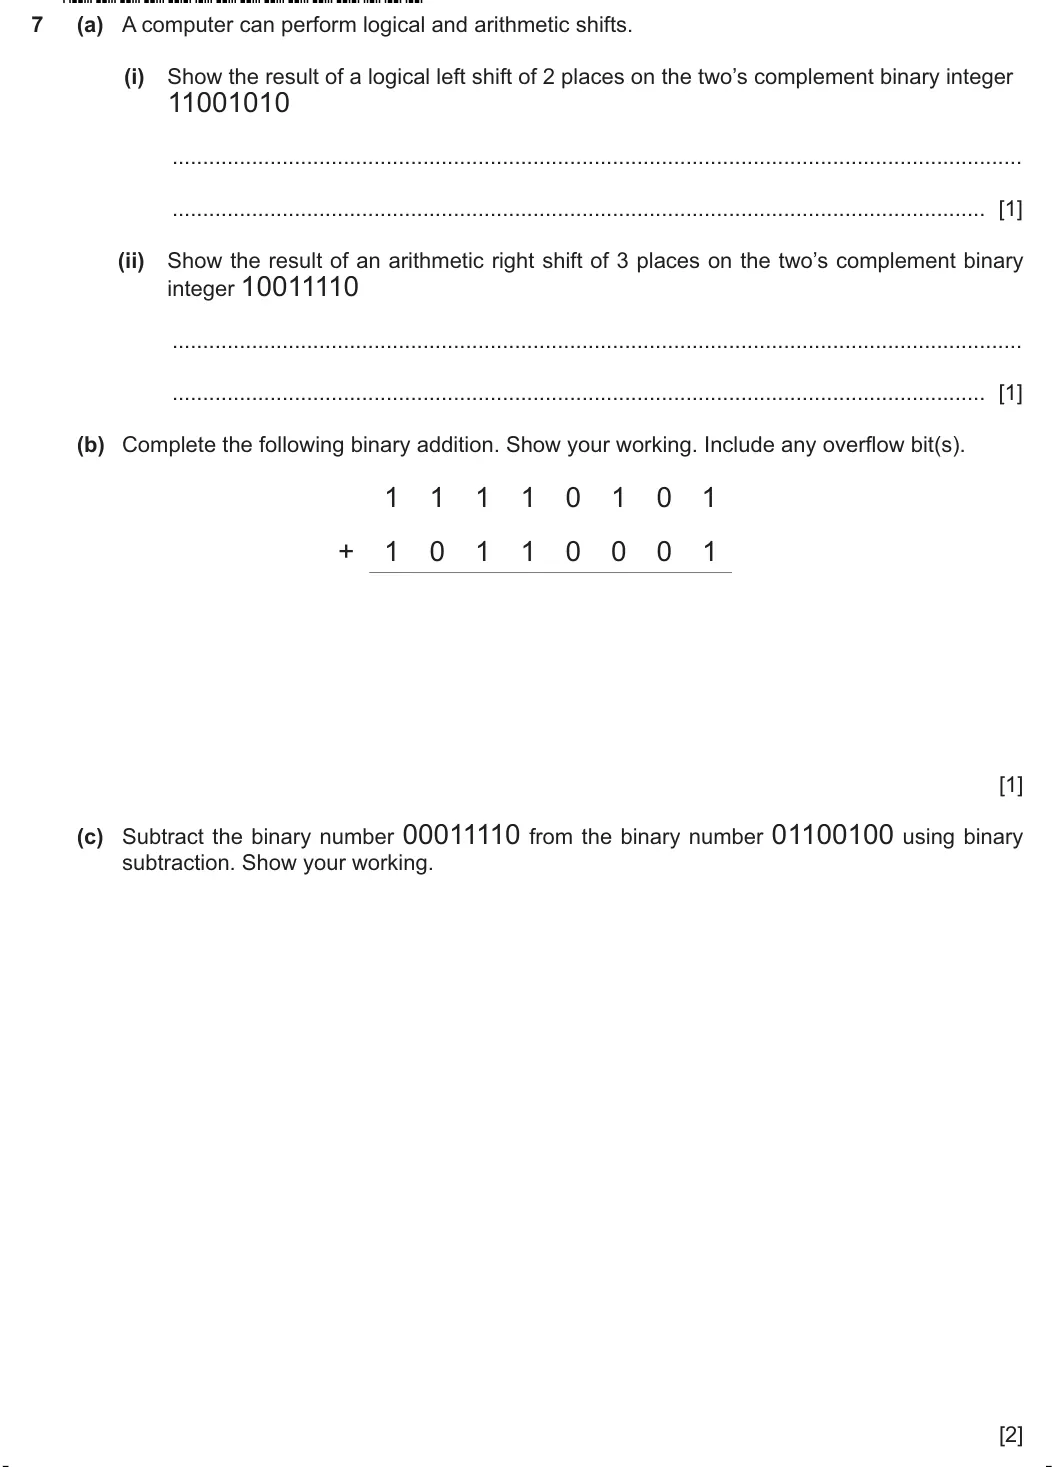 7 (a) A computer can perform logical and arithmetic shifts.
(i) Show the result of a logical left shift of 2 places on the two’s complement binary integer
11001010
....................................................................................................................................
.............................................................................................................................. [1]
(ii) Show the result of an arithmetic right shift of 3 places on the two’s complement binary
integer 10011110
....................................................................................................................................
.............................................................................................................................. [1]
(b) Complete the following binary addition. Show your working. Include any overflow bit(s).
1 1 1 1 0 1 0 1
+ 1 0 1 1 0 0 0 1
[1]
(c) Subtract the binary number 00011110 from the binary number 01100100 using binary
subtraction. Show your working.
[2]